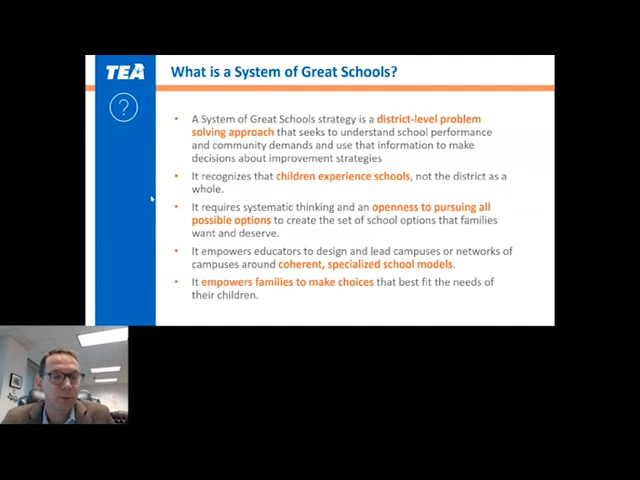 TEA
What is a System of Great Schools?
?
• A System of Great Schools strategy is a district-level problem
solving approach that seeks to understand school performance
and community demands and use that information to make
decisions about improvement strategies
• It recognizes that children experience schools, not the district as a
whole.
• It requires systematic thinking and an openness to pursuing all
possible options to create the set of school options that families
want and deserve.
• It empowers educators to design and lead campuses or networks of
campuses around coherent, specialized school models.
• It empowers families to make choices that best fit the needs of
their children.